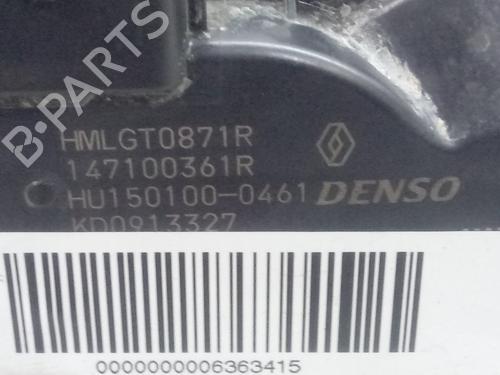 B-PARTS
HMLGT0871R
147100361R
HU150100-0461 DENSO
KD0913327
0000000006363415